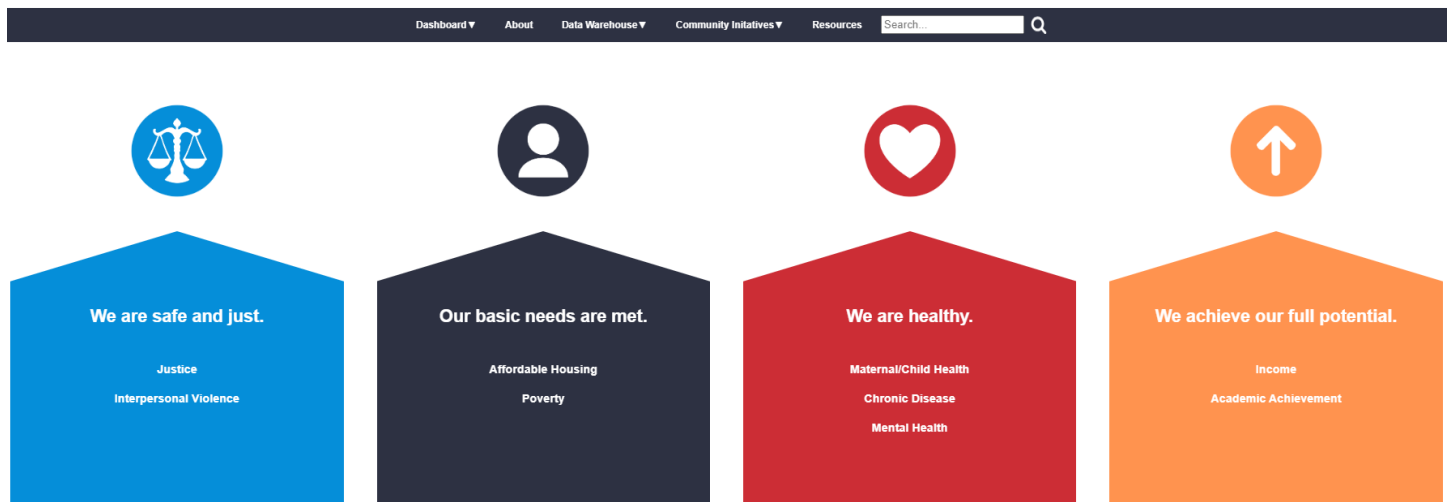 Dashboard ▼ About Data Warehouse ▼ Community Initatives ▼ Resources Search...
We are safe and just.
Justice
Interpersonal Violence
Our basic needs are met.
Affordable Housing
Poverty
We are healthy.
Maternal/Child Health
Chronic Disease
Mental Health
We achieve our full potential.
Income
Academic Achievement